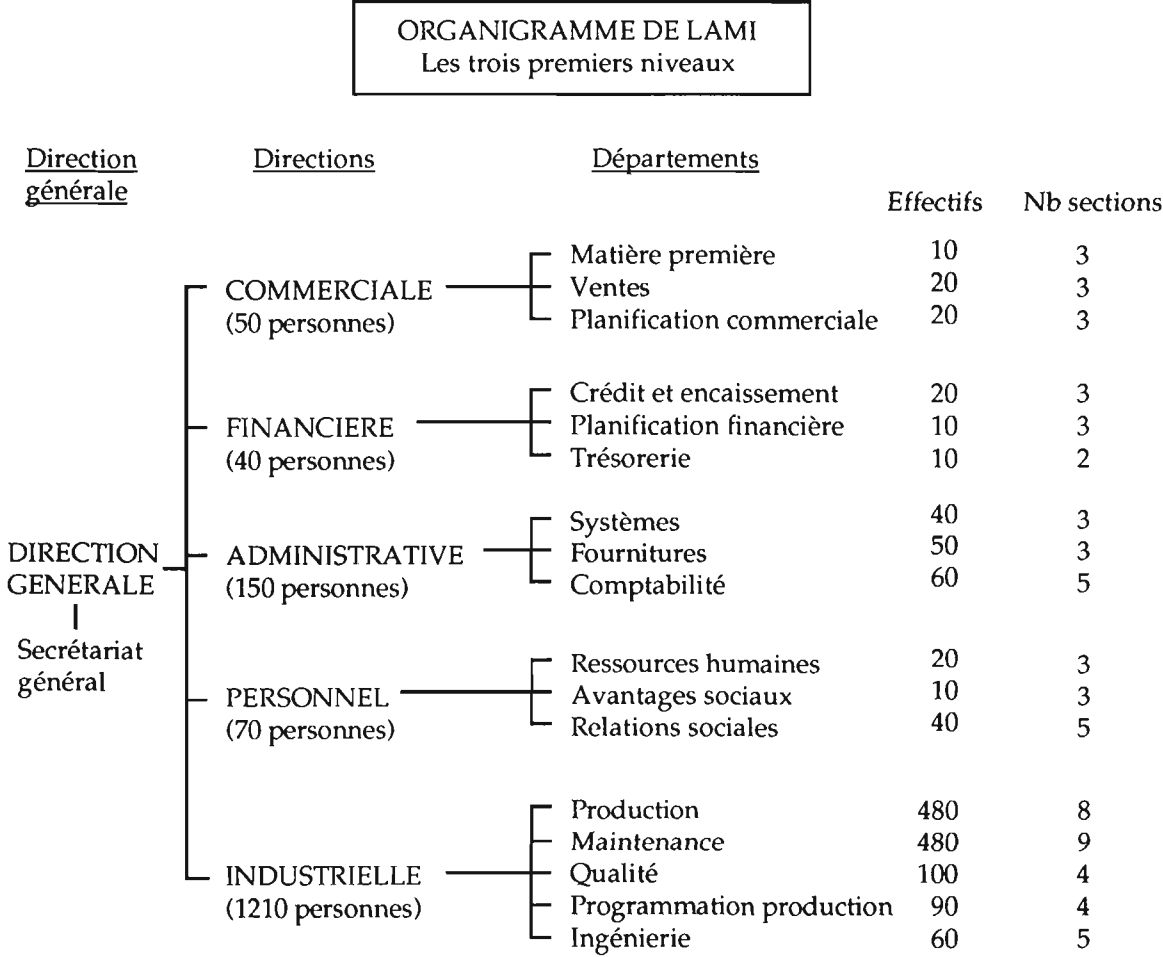 ORGANIGRAMME DE LAMI
Les trois premiers niveaux
Direction générale Directions Départements
Effectifs Nb sections
COMMERCIALE
(50 personnes)
Matière première 10 3
Ventes 20 3
Planification commerciale 20 3
FINANCIERE
(40 personnes)
Crédit et encaissement 20 3
Planification financière 10 3
Trésorerie 10 2
DIRECTION
GENERALE
Secrétariat
général
ADMINISTRATIVE
(150 personnes)
Systèmes 40 3
Fournitures 50 3
Comptabilité 60 5
PERSONNEL
(70 personnes)
Ressources humaines 20 3
Avantages sociaux 10 3
Relations sociales 40 5
INDUSTRIELLE
(1210 personnes)
Production 480 8
Maintenance 480 9
Qualité 100 4
Programmation production 90 4
Ingénierie 60 5